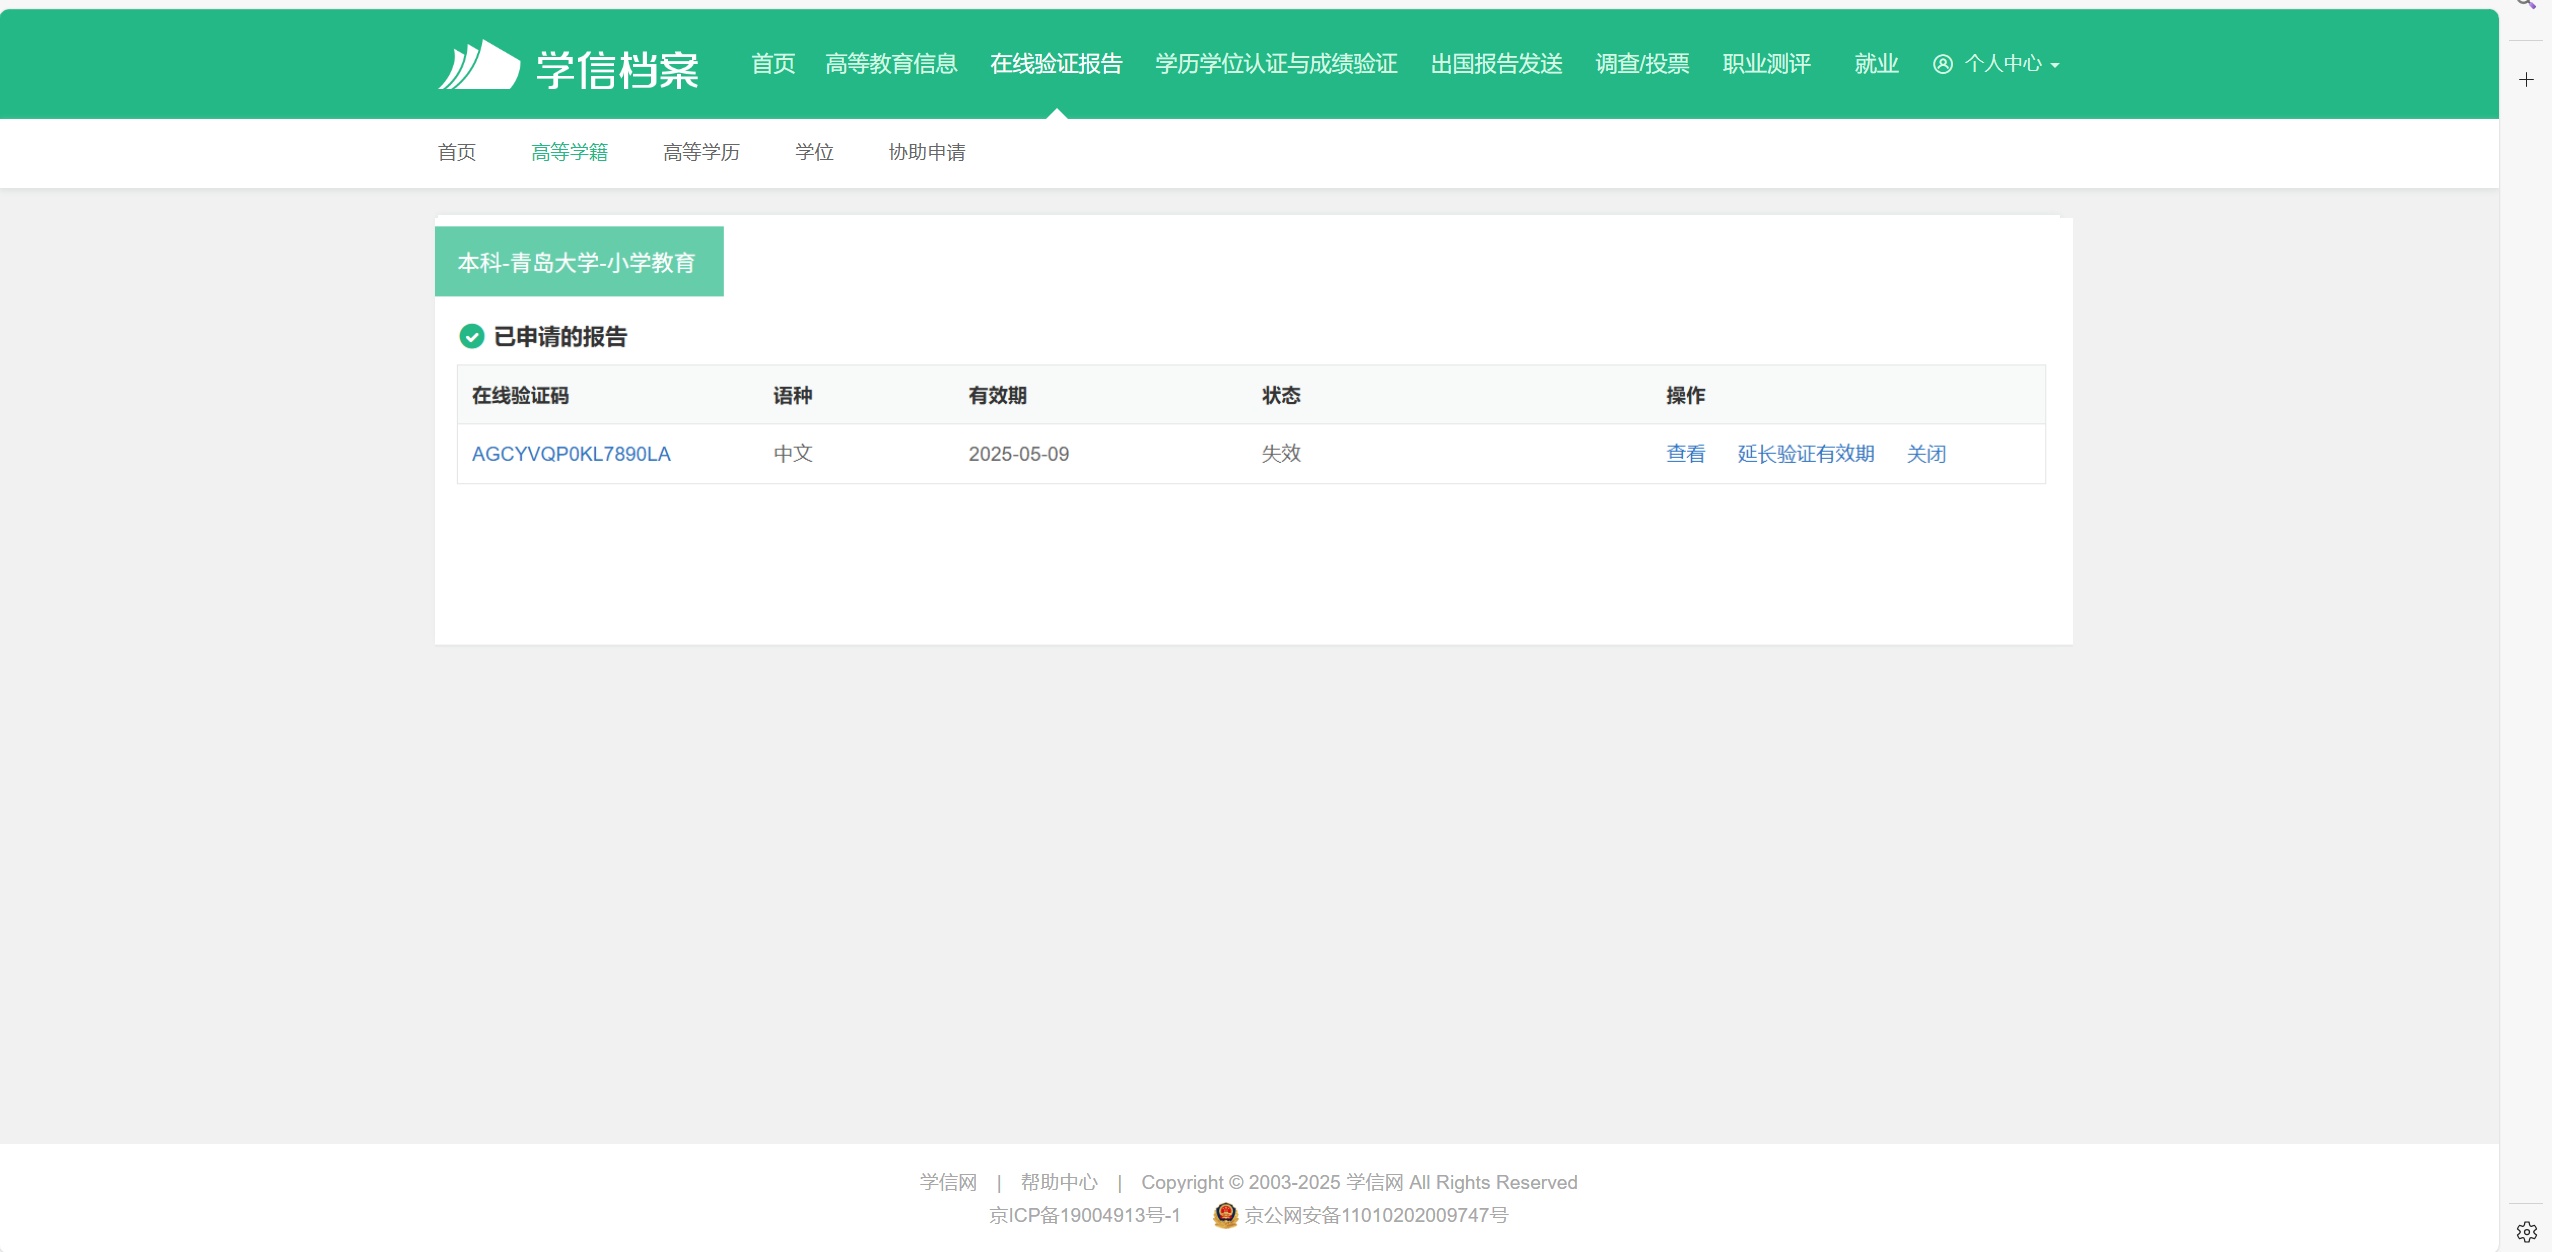 学信档案 首页 高等教育信息 在线验证报告 学历学位认证与成绩验证 出国报告发送 调查/投票 职业测评 就业 个人中心
首页 高等学籍 高等学历 学位 协助申请
本科-青岛大学-小学教育
已申请的报告
在线验证码 语种 有效期 状态 操作
AGCYVQP0KL7890LA 中文 2025-05-09 失效 查看 延长验证有效期 关闭
学信网 | 帮助中心 | Copyright © 2003-2025 学信网 All Rights Reserved
京ICP备19004913号-1 京公网安备11010202009747号